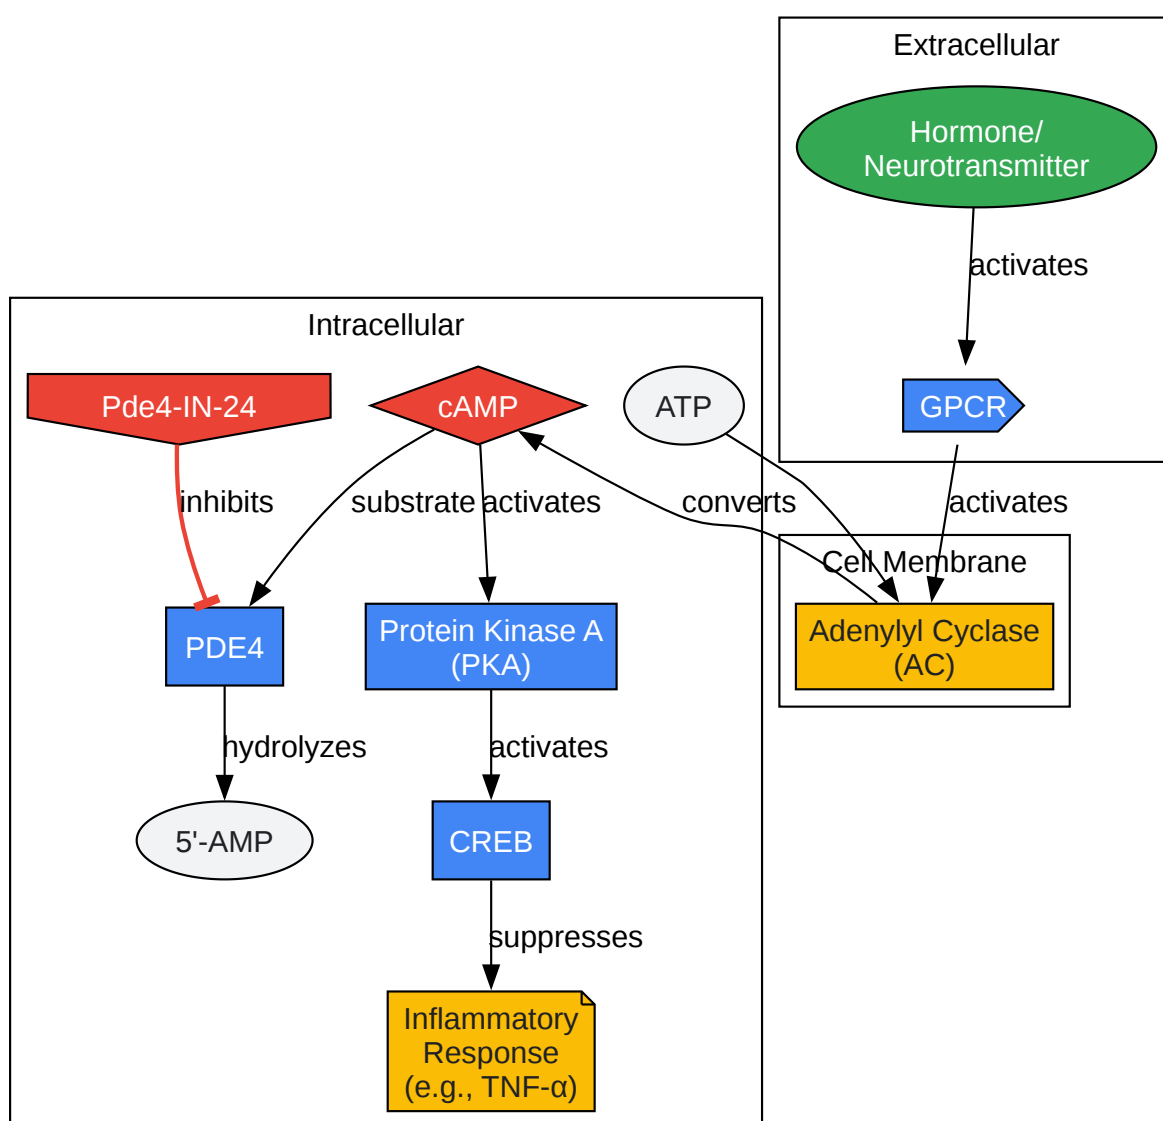 Extracellular
Hormone/
Neurotransmitter
activates
Intracellular
Pde4-IN-24
cAMP
ATP
GPCR
inhibits
substrate
activates
converts
activates
Cell Membrane
PDE4
Protein Kinase A
(PKA)
Adenylyl Cyclase
(AC)
hydrolyzes
activates
5'-AMP
CREB
suppresses
Inflammatory
Response
(e.g., TNF-α)